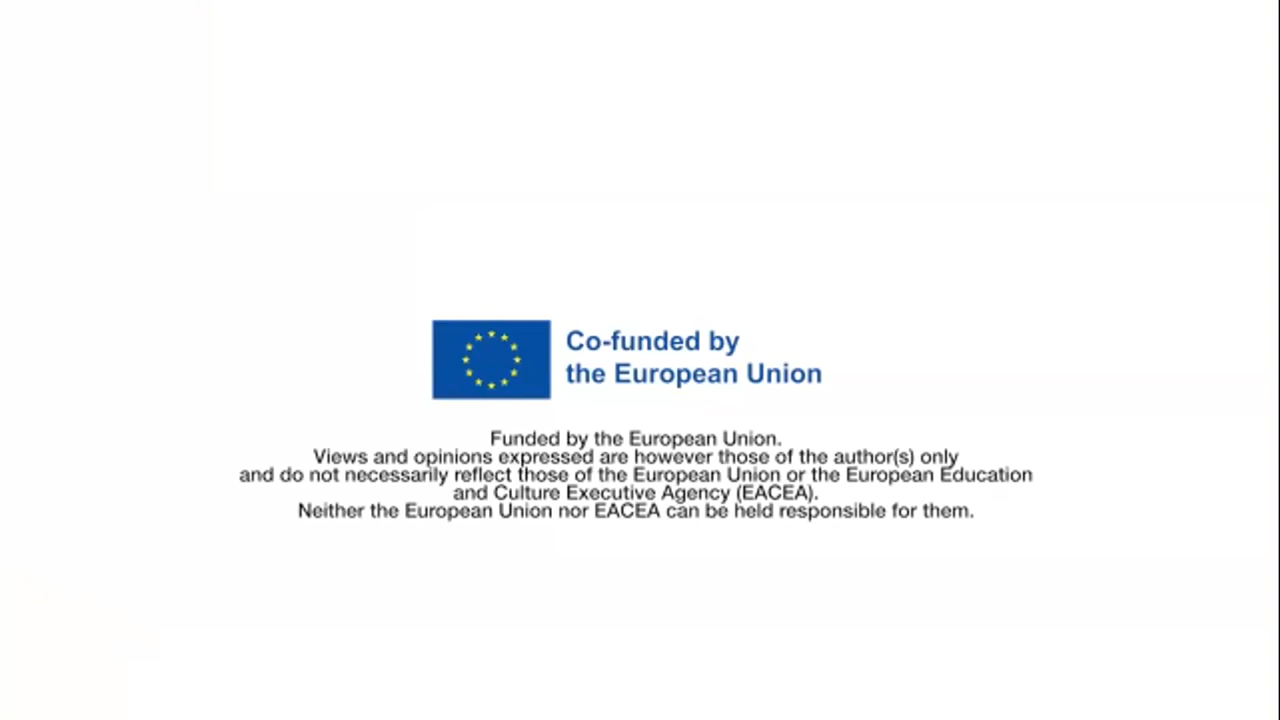 Co-funded by
the European Union
Funded by the European Union.
Views and opinions expressed are however those of the author(s) only
and do not necessarily reflect those of the European Union or the European Education
and Culture Executive Agency (EACEA).
Neither the European Union nor EACEA can be held responsible for them.